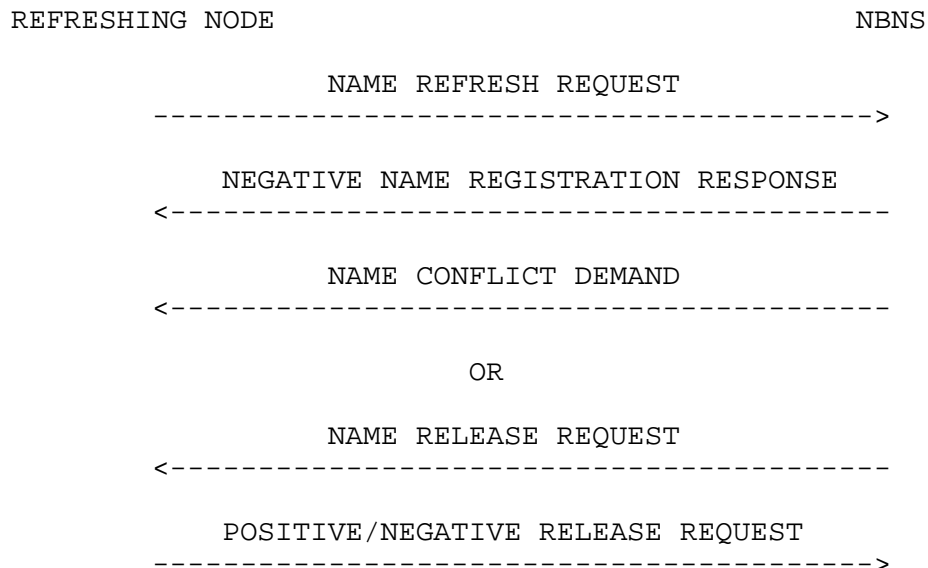 REFRESHING NODE NBNS
NAME REFRESH REQUEST
----------------------------------------->
NEGATIVE NAME REGISTRATION RESPONSE
<-----------------------------------------
NAME CONFLICT DEMAND
<-----------------------------------------
OR
NAME RELEASE REQUEST
<-----------------------------------------
POSITIVE/NEGATIVE RELEASE REQUEST
----------------------------------------->